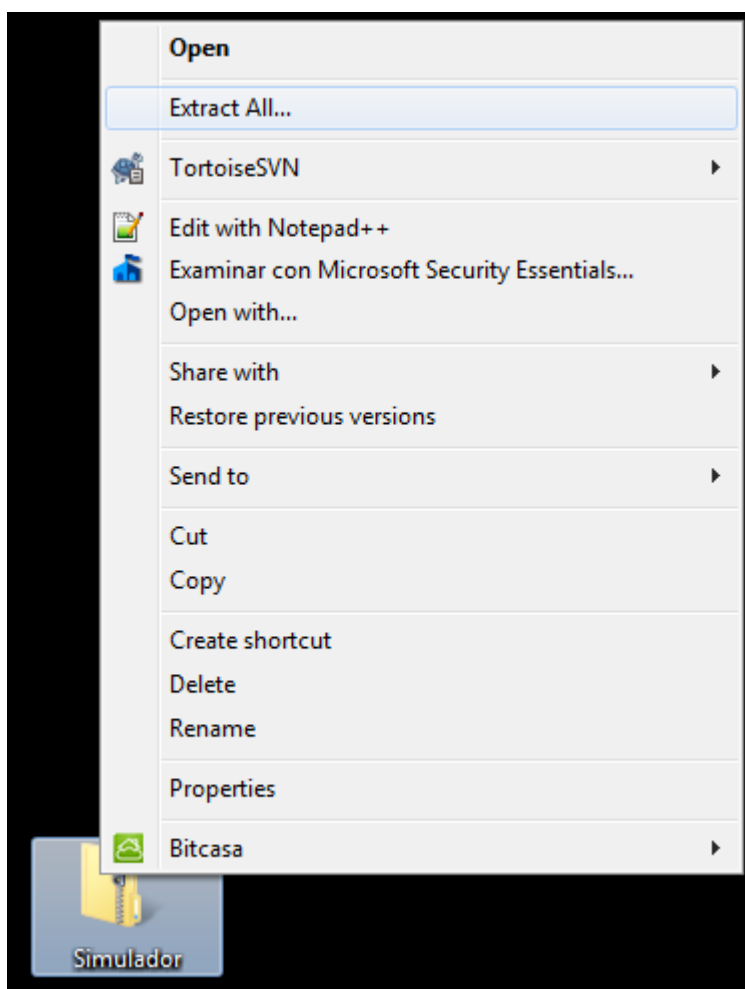 Open
Extract All...
TortoiseSVN
Edit with Notepad++
Examinar con Microsoft Security Essentials...
Open with...
Share with
Restore previous versions
Send to
Cut
Copy
Create shortcut
Delete
Rename
Properties
Bitcasa
Simulador